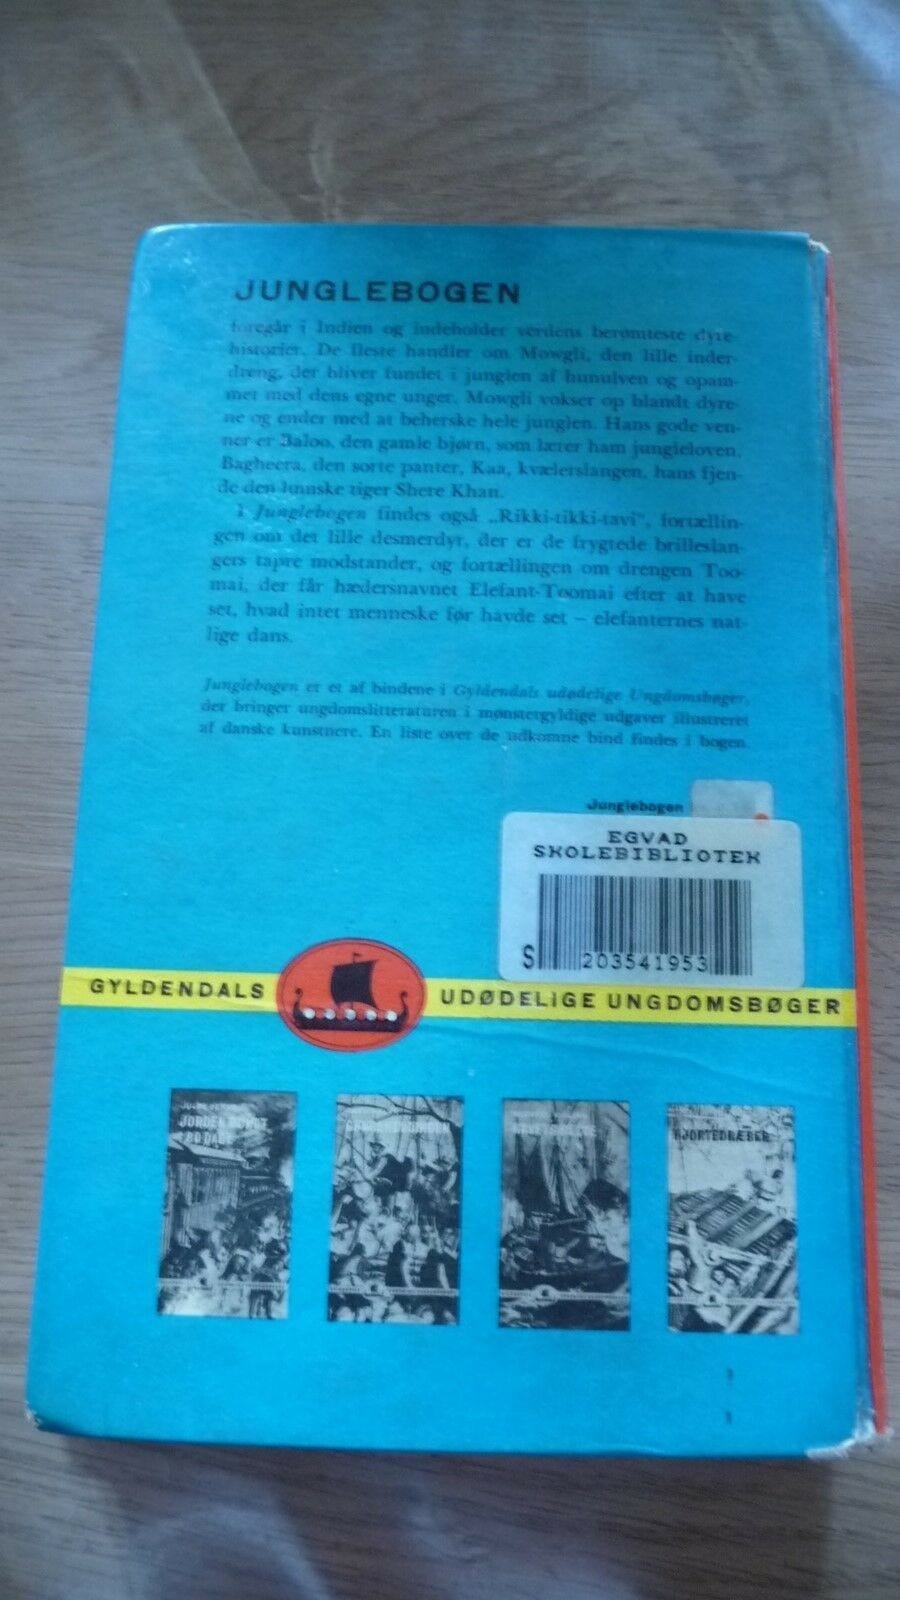 JUNGLEBOGEN
foregår i Indien og indeholder verdens berømteste dyre-
historier. De fleste handler om Mowgli, den lille inder-
dreng, der bliver fundet i junglen af hunulven og opam-
met med dens egne unger. Mowgli vokser op blandt dyre-
ne og ender med at beherske hele junglen. Hans gode ven-
ner er Baloo, den gamle bjørn, som lærer ham jungleloven,
Bagheera, den sorte panter, Kaa, kvælerslangen, hans fjen-
de den lumske tiger Shere Khan.
I Junglebogen findes også „Rikki-tikki-tavi", fortællin-
gen om det lille desmerdyr, der er de frygtede brilleslan-
gers tapre modstander, og fortællingen om drengen Too-
mai, der får hædersnavnet Elefant-Toomai efter at have
set, hvad intet menneske før havde set – elefanternes nat-
lige dans.
Junglebogen er et af bindene i Gyldendals udødelige Ungdomsbøger,
der bringer ungdomslitteraturen i mønstergyldige udgaver illustreret
af danske kunstnere. En liste over de udkomne bind findes i bogen.
Junglebogen
EGVAD
SKOLEBIBLIOTEK
S 203541953
GYLDENDALS UDØDELIGE UNGDOMSBØGER
JORDEN RUNDT
80 DAGE
HJORTEDRÆBER